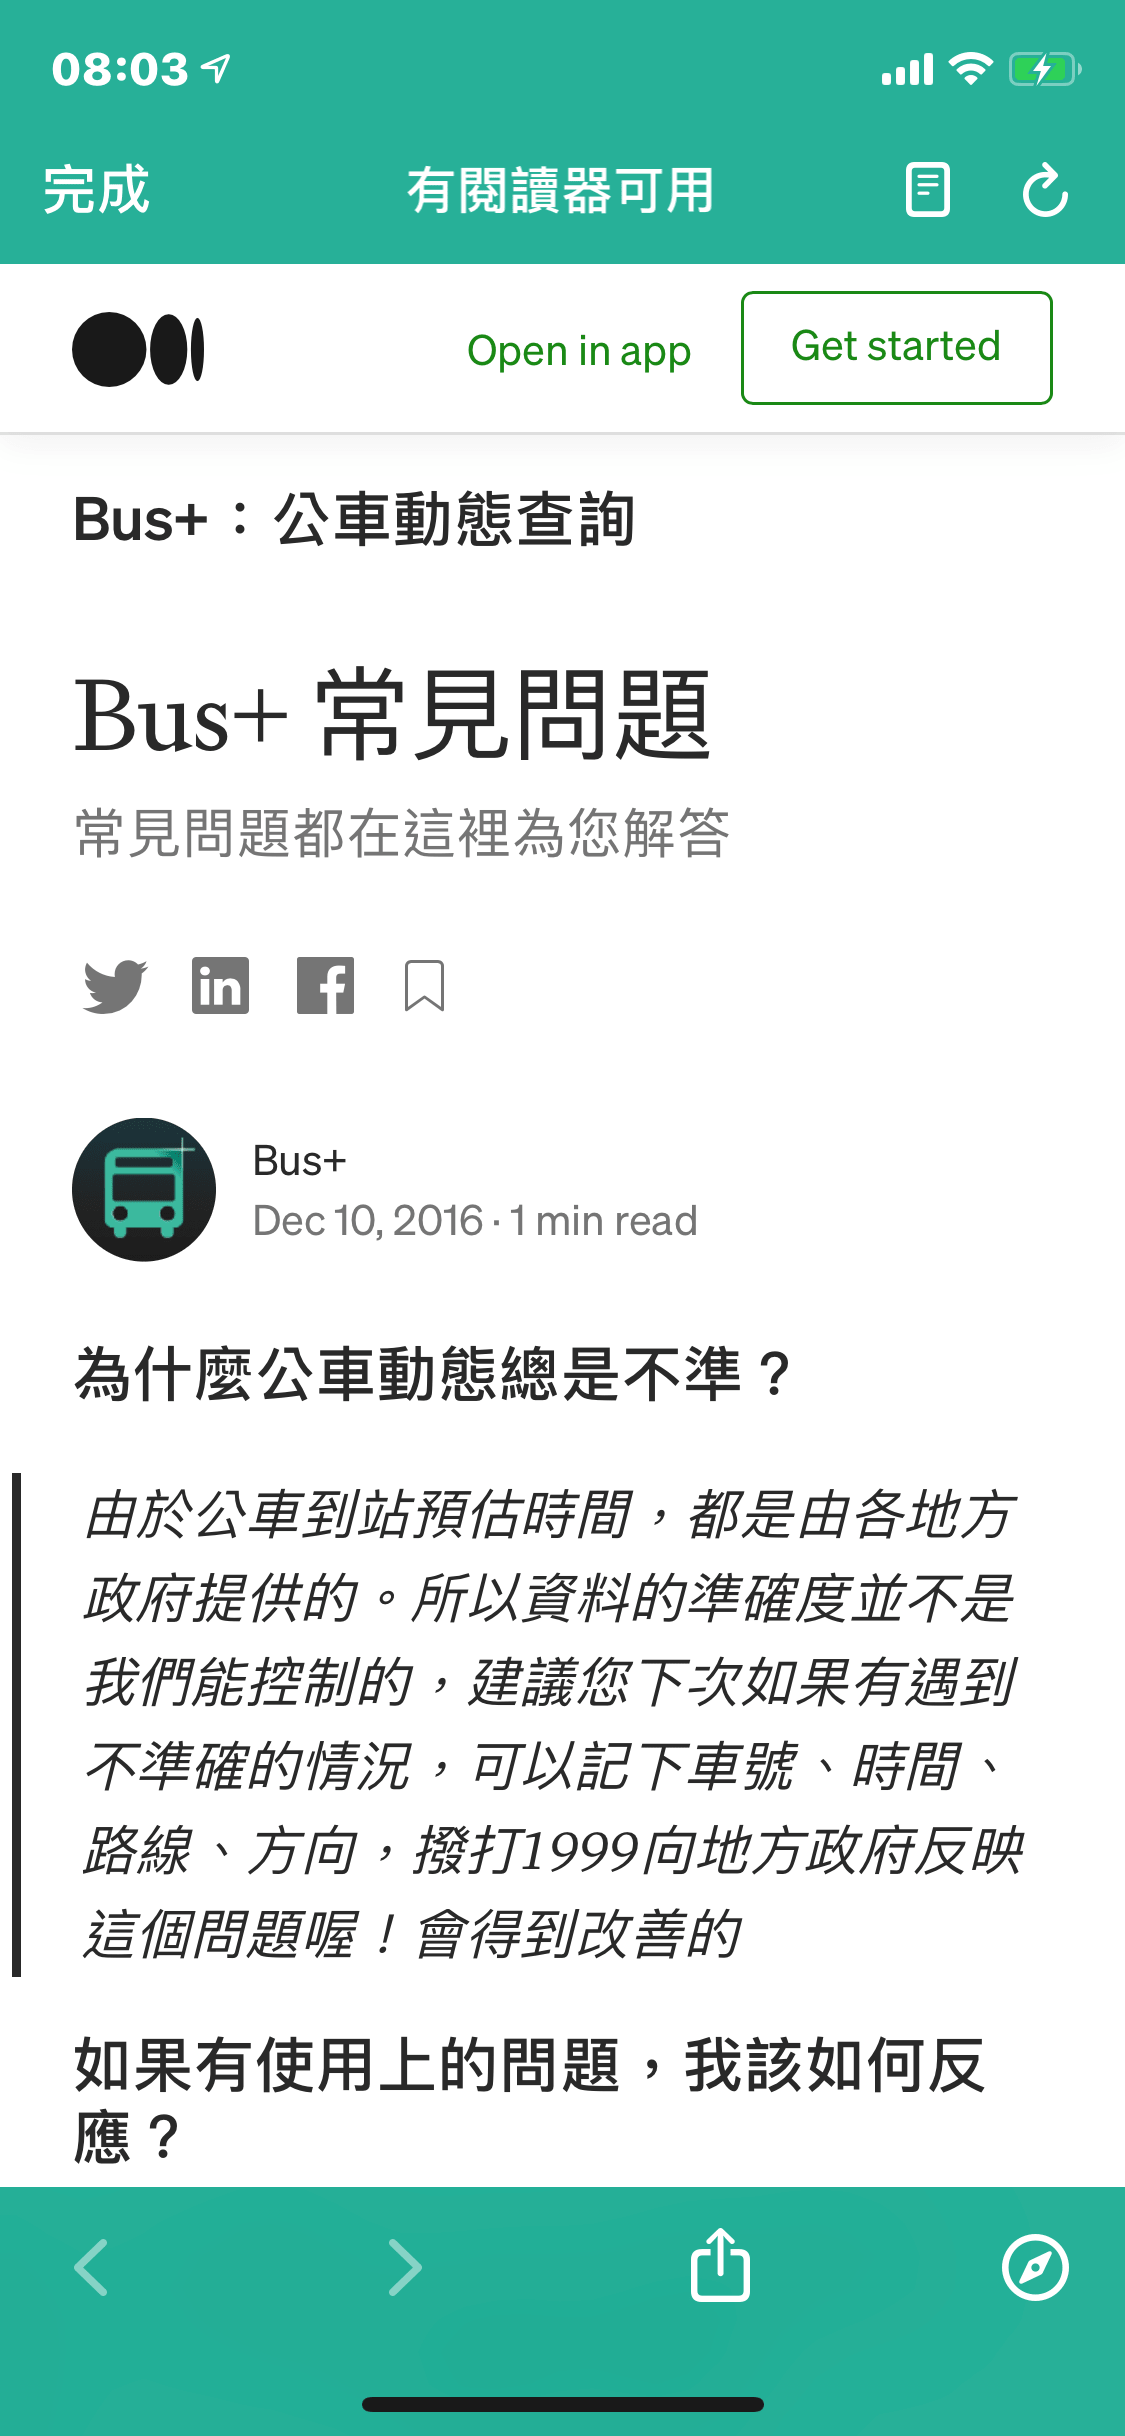 08:03
完成
有閱讀器可用
Open in app
Get started
Bus+：公車動態查詢
Bus+ 常見問題
常見問題都在這裡為您解答
Bus+
Dec 10, 2016 · 1 min read
為什麼公車動態總是不準？
由於公車到站預估時間，都是由各地方
政府提供的。所以資料的準確度並不是
我們能控制的，建議您下次如果有遇到
不準確的情況，可以記下車號、時間、
路線、方向，撥打1999向地方政府反映
這個問題喔！會得到改善的
如果有使用上的問題，我該如何反
應？